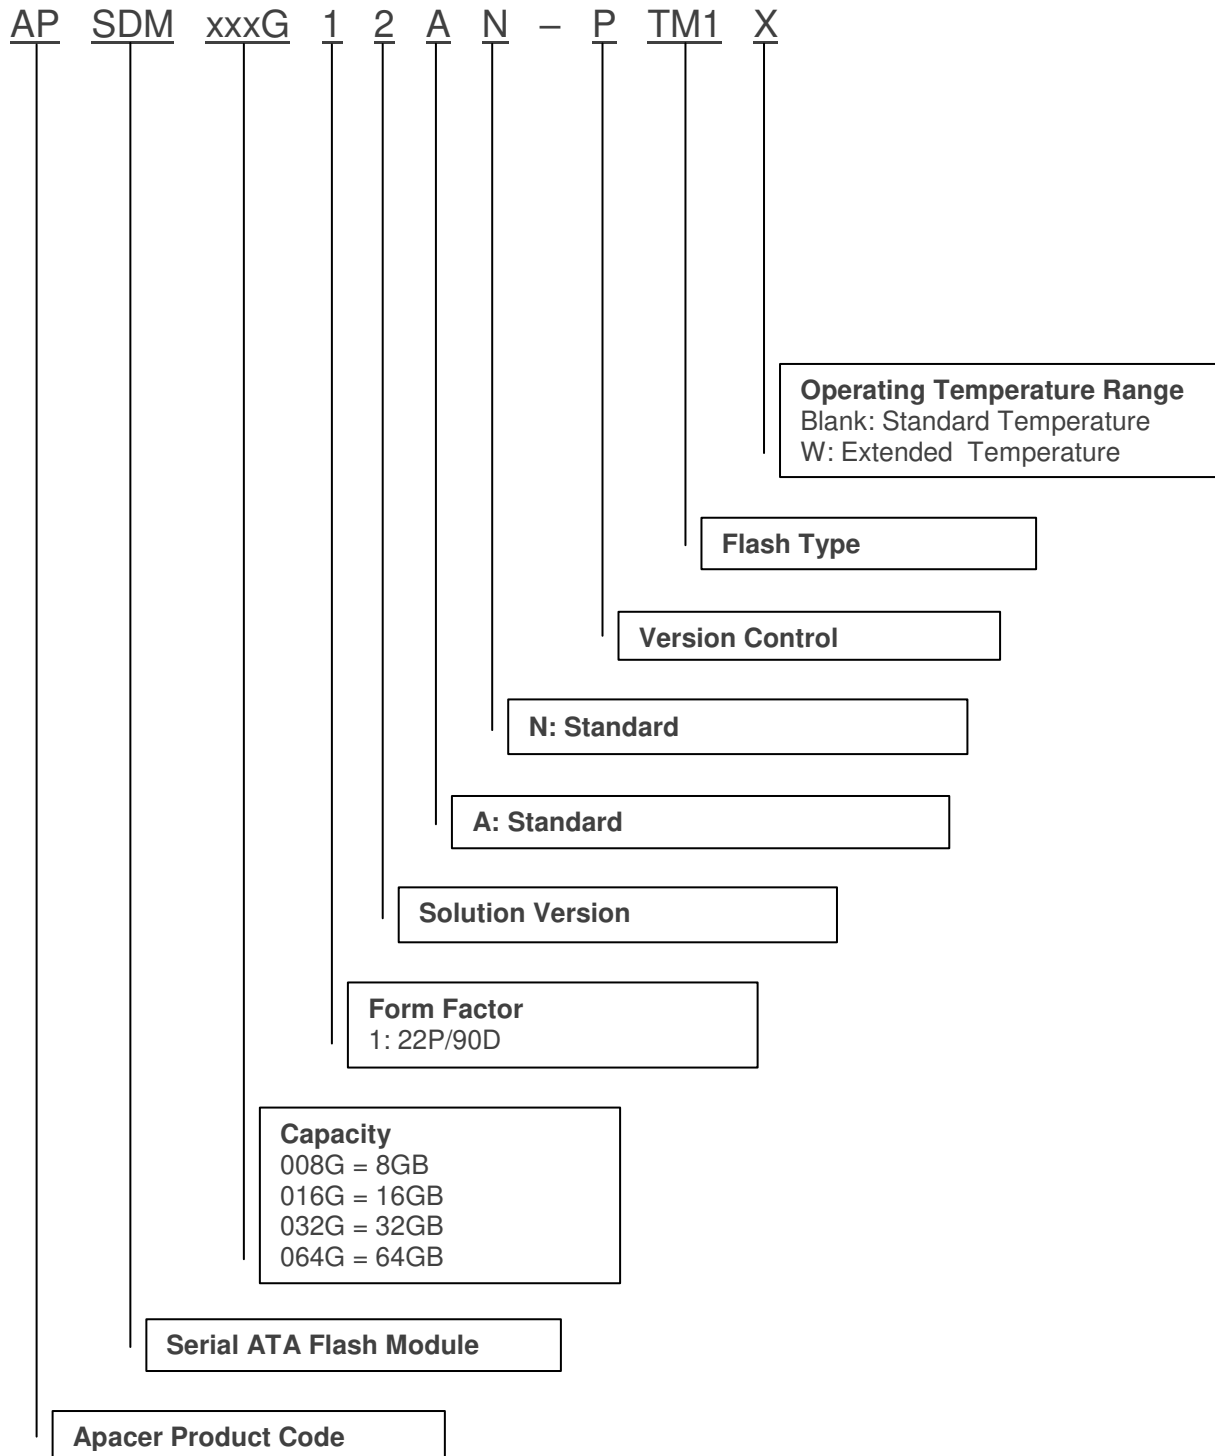 AP SDM xxxG 1 2 A N – P TM1 X
Operating Temperature Range
Blank: Standard Temperature
W: Extended Temperature
Flash Type
Version Control
N: Standard
A: Standard
Solution Version
Form Factor
1: 22P/90D
Capacity
008G = 8GB
016G = 16GB
032G = 32GB
064G = 64GB
Serial ATA Flash Module
Apacer Product Code